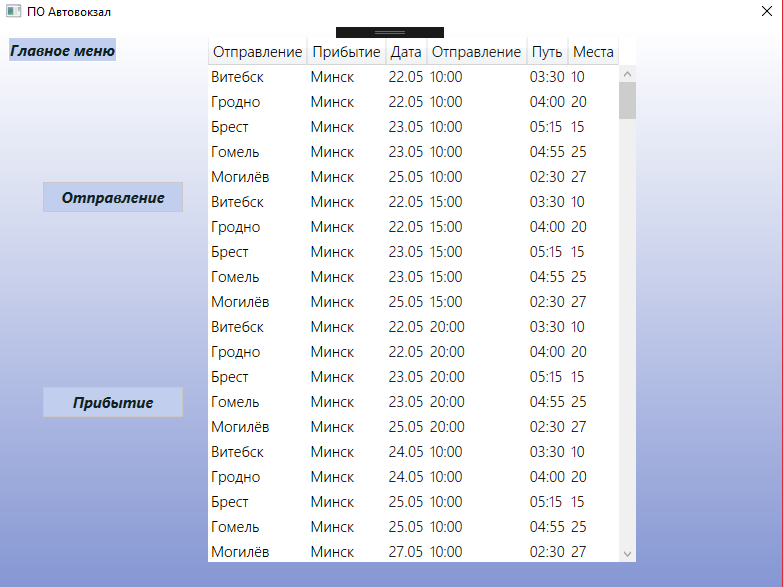 ПО Автовокзал
Главное меню
Отправление Прибытие Дата Отправление Путь Места
Витебск Минск 22.05 10:00 03:30 10
Гродно Минск 22.05 10:00 04:00 20
Брест Минск 23.05 10:00 05:15 15
Гомель Минск 23.05 10:00 04:55 25
Могилёв Минск 25.05 10:00 02:30 27
Отправление
Витебск Минск 22.05 15:00 03:30 10
Гродно Минск 22.05 15:00 04:00 20
Брест Минск 23.05 15:00 05:15 15
Гомель Минск 23.05 15:00 04:55 25
Могилёв Минск 25.05 15:00 02:30 27
Витебск Минск 22.05 20:00 03:30 10
Гродно Минск 22.05 20:00 04:00 20
Брест Минск 23.05 20:00 05:15 15
Прибытие
Гомель Минск 23.05 20:00 04:55 25
Могилёв Минск 25.05 20:00 02:30 27
Витебск Минск 24.05 10:00 03:30 10
Гродно Минск 24.05 10:00 04:00 20
Брест Минск 25.05 10:00 05:15 15
Гомель Минск 25.05 10:00 04:55 25
Могилёв Минск 27.05 10:00 02:30 27